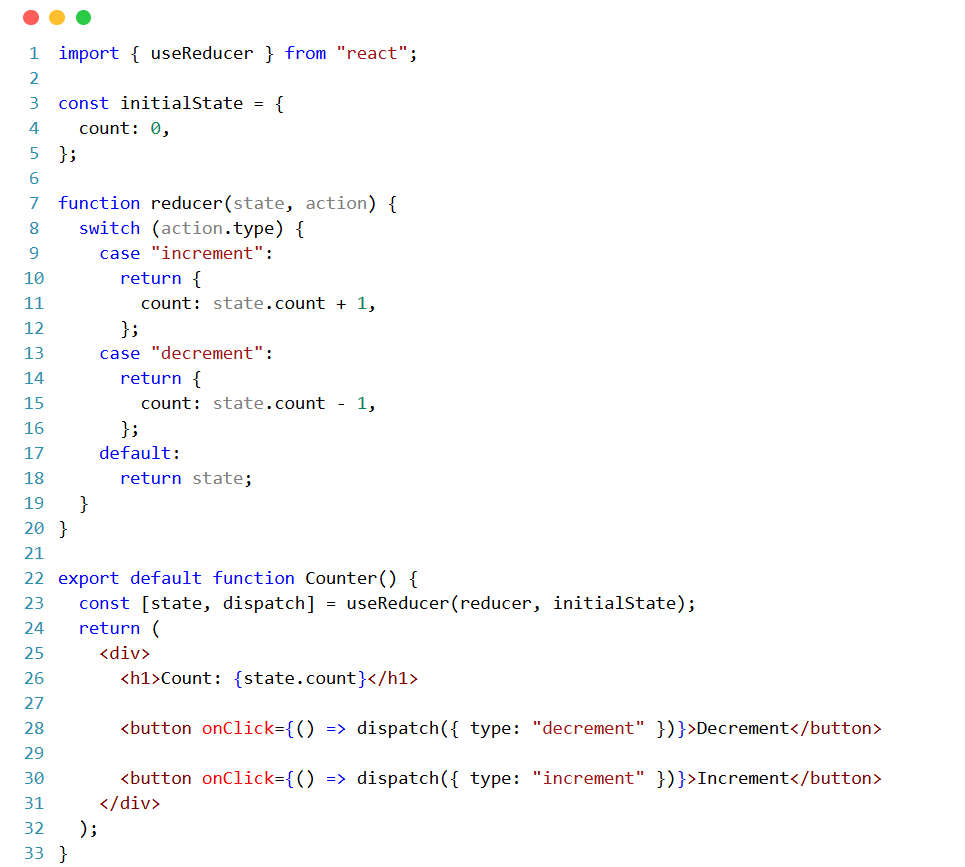 1 import { useReducer } from "react";
2
3 const initialState = {
4   count: 0,
5 };
6
7 function reducer(state, action) {
8   switch (action.type) {
9     case "increment":
10       return {
11         count: state.count + 1,
12       };
13     case "decrement":
14       return {
15         count: state.count - 1,
16       };
17     default:
18       return state;
19   }
20 }
21
22 export default function Counter() {
23   const [state, dispatch] = useReducer(reducer, initialState);
24   return (
25     <div>
26       <h1>Count: {state.count}</h1>
27
28       <button onClick={() => dispatch({ type: "decrement" })}>Decrement</button>
29
30       <button onClick={() => dispatch({ type: "increment" })}>Increment</button>
31     </div>
32   );
33 }